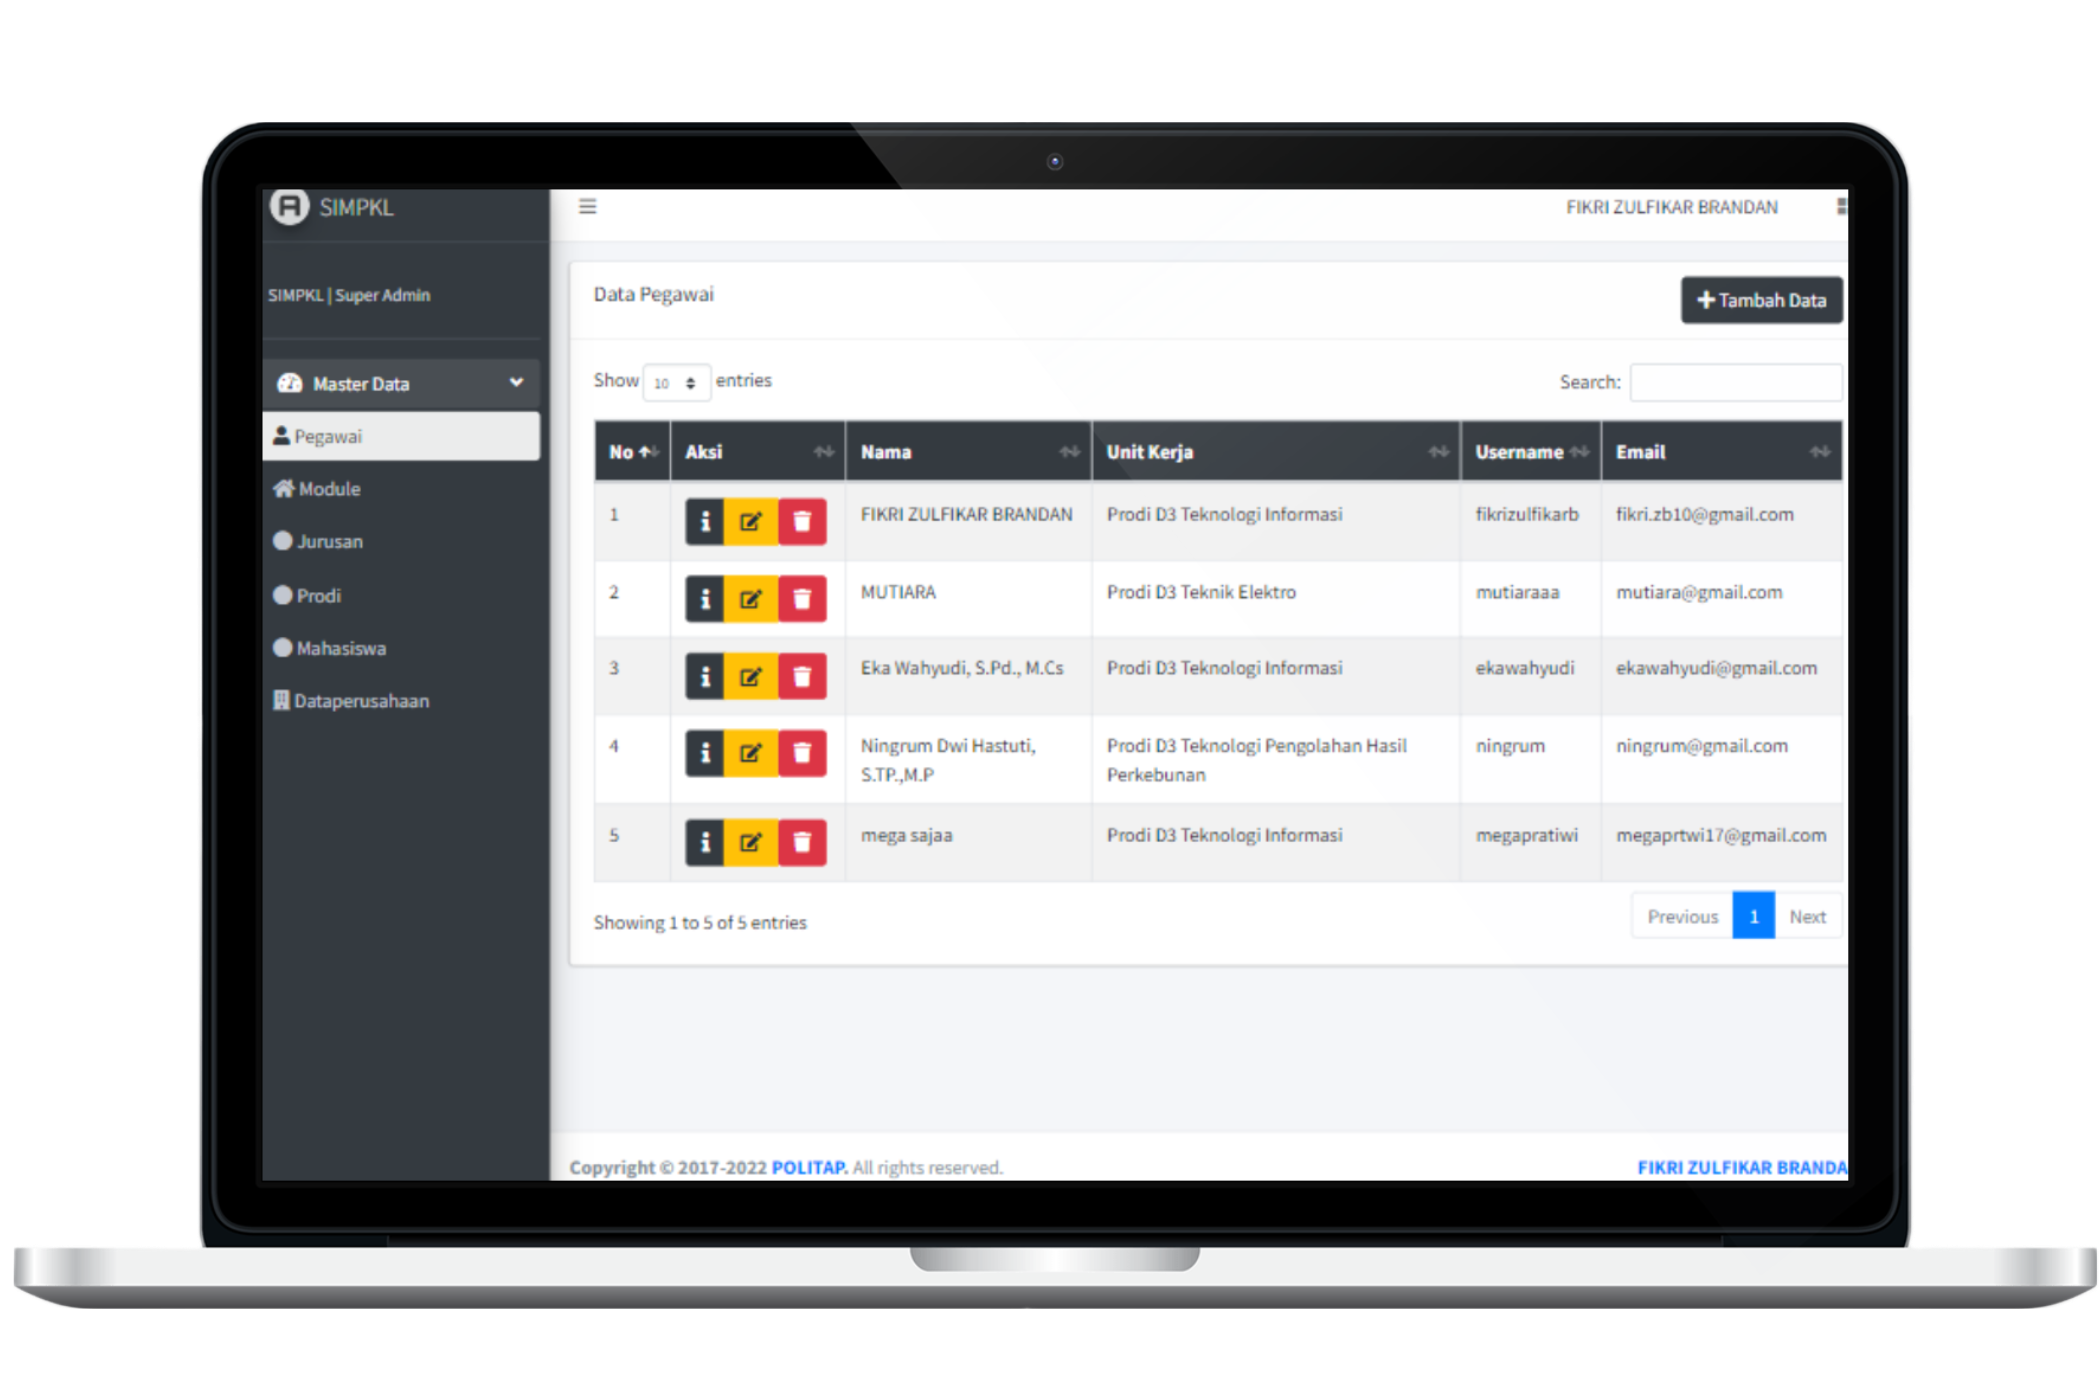 SIMPKL
FIKRI ZULFIKAR BRANDAN
SIMPKL | Super Admin
Master Data
Pegawai
Module
Jurusan
Prodi
Mahasiswa
Dataperusahaan
Data Pegawai
Tambah Data
Show 10 entries
Search:
No Aksi Nama Unit Kerja Username Email
1 FIKRI ZULFIKAR BRANDAN Prodi D3 Teknologi Informasi fikrizulfikarb fikri.zb10@gmail.com
2 MUTIARA Prodi D3 Teknik Elektro mutiaraaa mutiara@gmail.com
3 Eka Wahyudi, S.Pd., M.Cs Prodi D3 Teknologi Informasi ekawahyudi ekawahyudi@gmail.com
4 Ningrum Dwi Hastuti, Prodi D3 Teknologi Pengolahan Hasil ningrum ningrum@gmail.com
S.TP.,M.P Perkebunan
5 mega sajaa Prodi D3 Teknologi Informasi megapratiwi megaprtwi17@gmail.com
Showing 1 to 5 of 5 entries
Previous 1 Next
Copyright © 2017-2022 POLITAP. All rights reserved.
FIKRI ZULFIKAR BRANDA